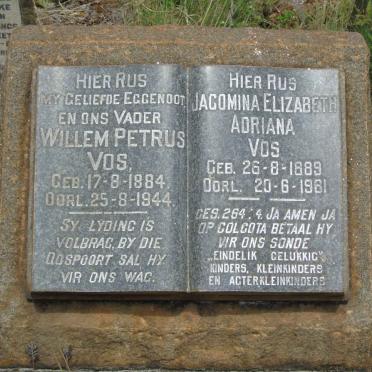 HIER RUS
MY GELIEFDE EGGENOOT
EN ONS VADER
WILLEM PETRUS
VOS.
GEB. 17-8-1884.
OORL. 25-8-1944.
SY LYDING IS
VOLBRAG, BY DIE
OOSPOORT SAL HY
VIR ONS WAG.
HIER RUS
JACOMINA ELIZABETH
ADRIANA
VOS
GEB. 26-8-1889
OORL. 20-6-1961
GES. 264:4. JA AMEN JA
OP GOLGOTA BETAAL HY
VIR ONS SONDE
„EINDELIK GELUKKIG"
KINDERS, KLEINKINDERS
EN AGTERKLEINKINDERS